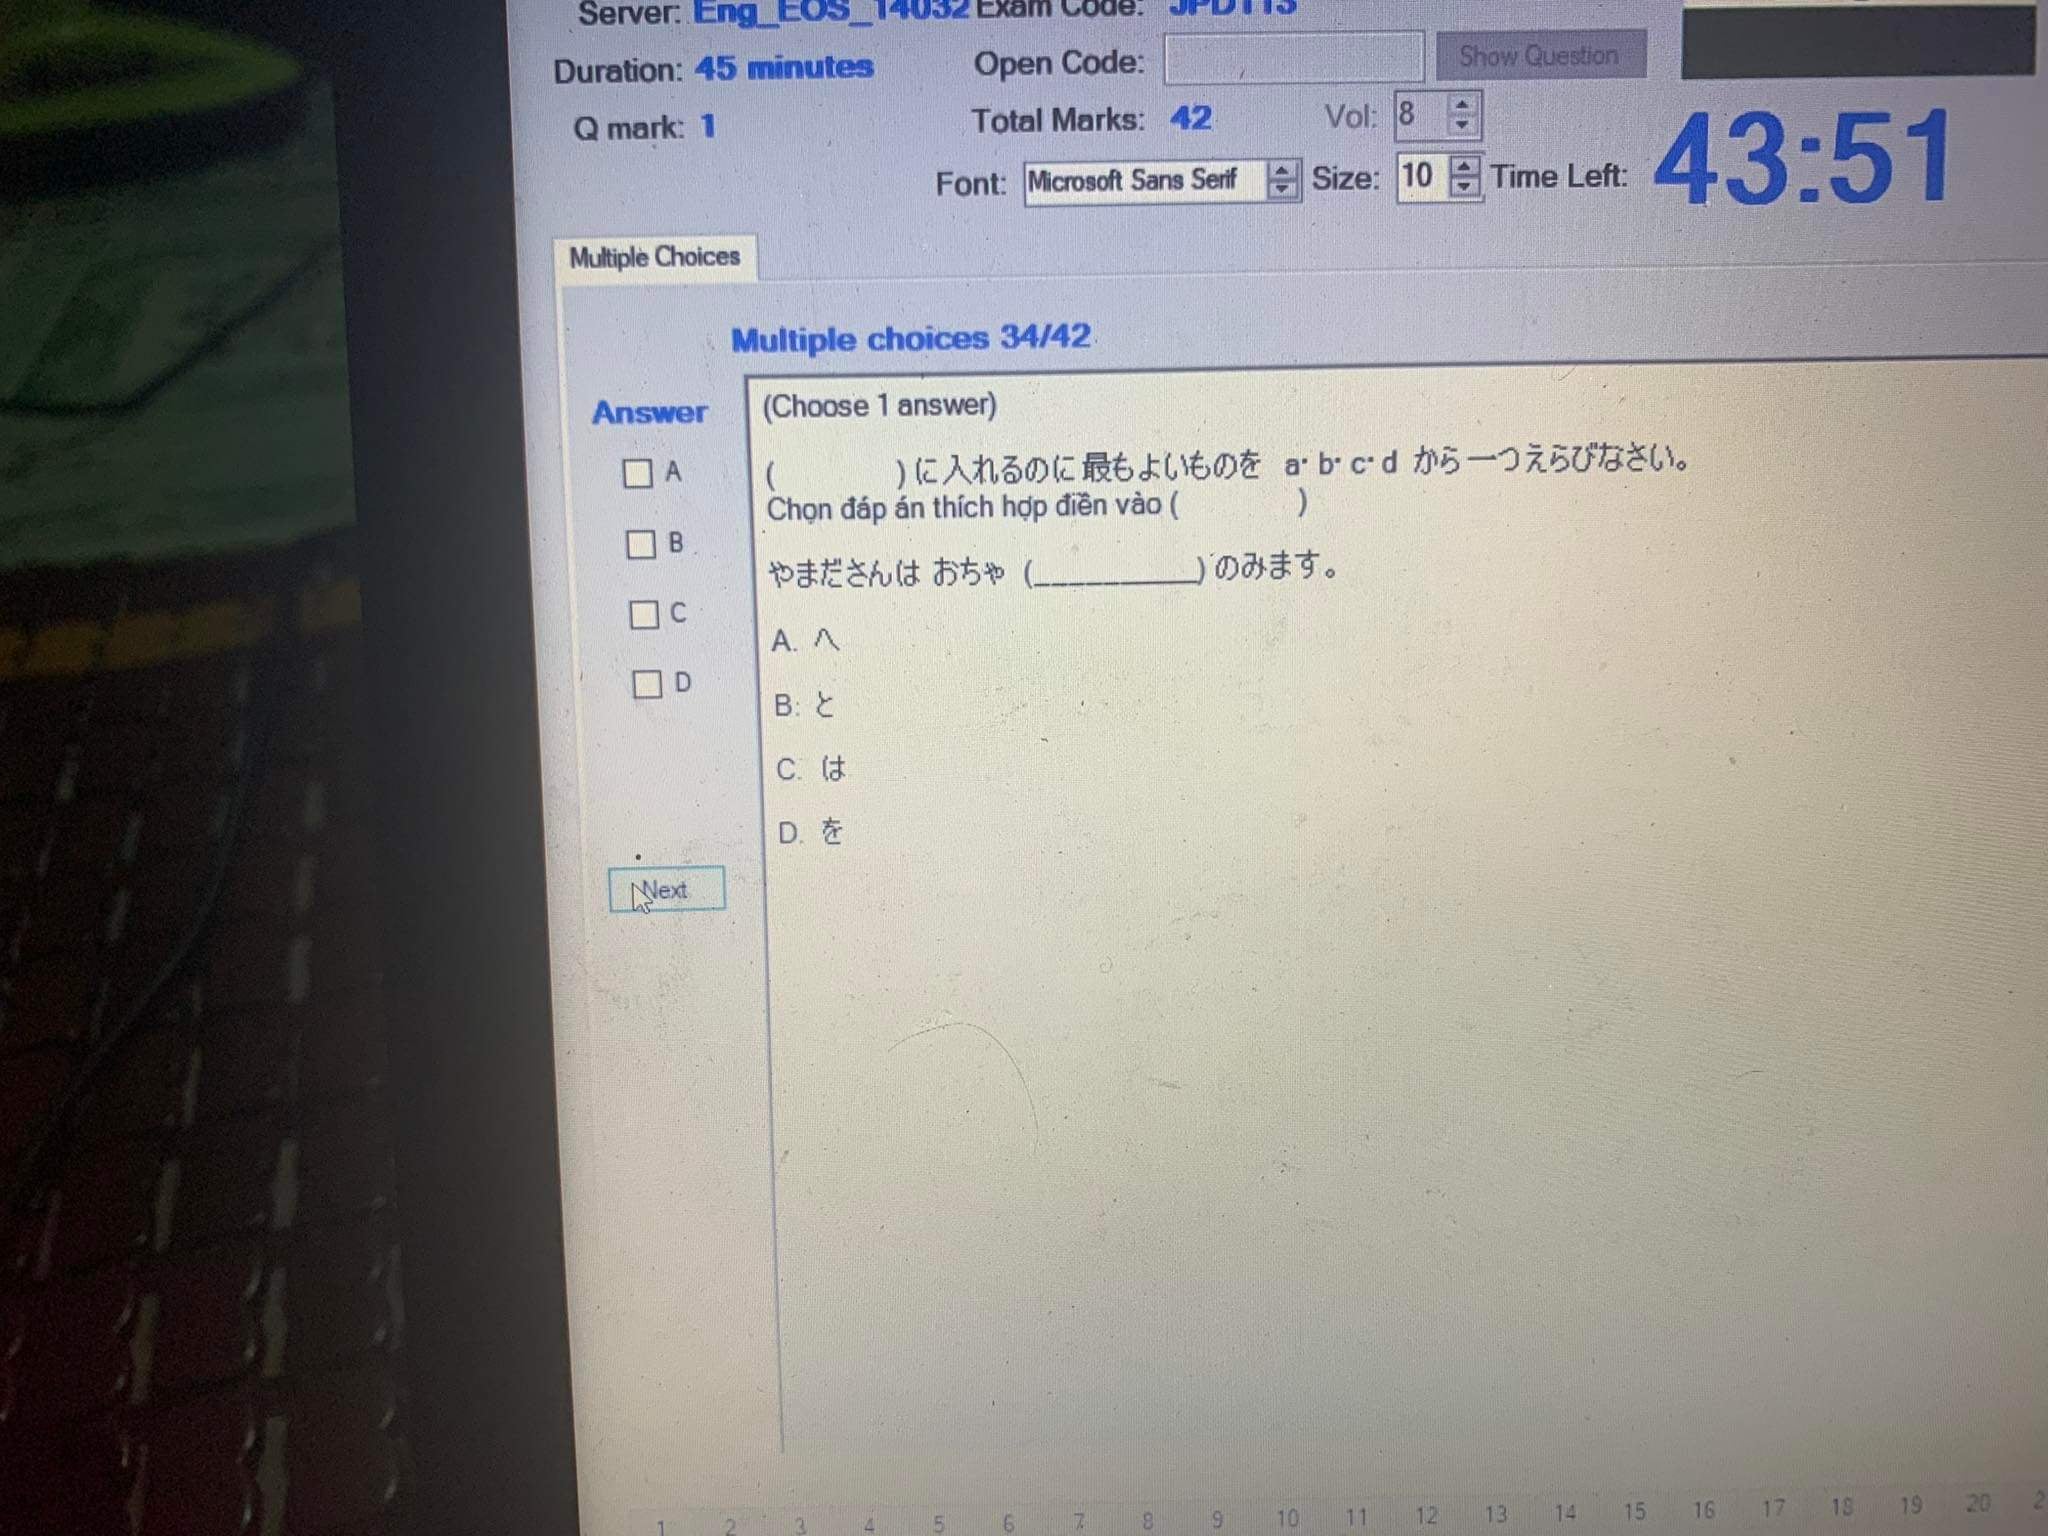 Server: Eng_EOS_14032 Exam Code: JPD113
Duration: 45 minutes Open Code: Show Question
Q mark: 1 Total Marks: 42 Vol: 8
Font: Microsoft Sans Serif Size: 10 Time Left: 43:51
Multiple Choices
Multiple choices 34/42
Answer
A
B
C
D
Next
(Choose 1 answer)
( ) に入れるのに最もよいものを a· b· c· d から一つえらびなさい。
Chọn đáp án thích hợp điền vào ( )
やまださんは おちゃ (__________) のみます。
A. へ
B: と
C. は
D. を
1 2 3 4 5 6 7 8 9 10 11 12 13 14 15 16 17 18 19 20